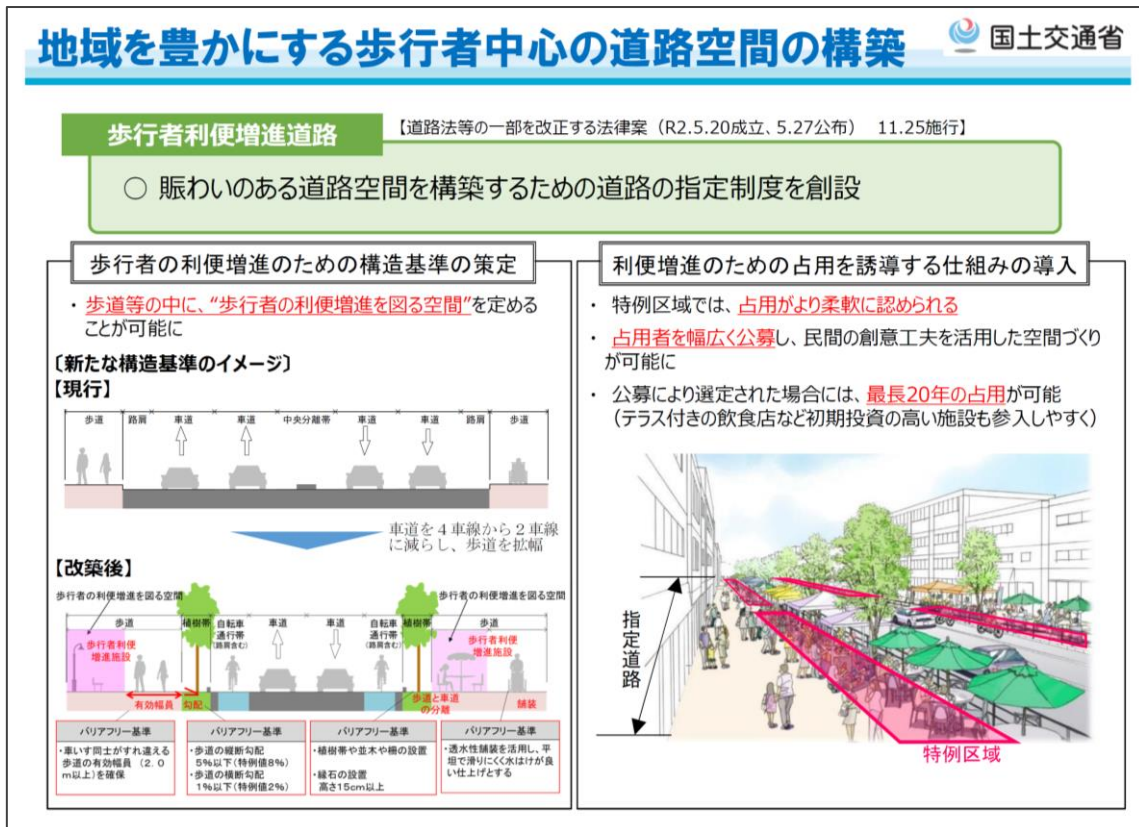 地域を豊かにする歩行者中心の道路空間の構築
国土交通省
歩行者利便増進道路
【道路法等の一部を改正する法律案（R2.5.20成立、5.27公布） 11.25施行】
○ 賑わいのある道路空間を構築するための道路の指定制度を創設
歩行者の利便増進のための構造基準の策定
・ 歩道等の中に、“歩行者の利便増進を図る空間”を定める
ことが可能に
〔新たな構造基準のイメージ〕
【現行】
歩道 路肩 車道 車道 中央分離帯 車道 車道 路肩 歩道
車道を４車線から２車線
に減らし、歩道を拡幅
【改築後】
歩行者の利便増進を図る空間 歩行者の利便増進を図る空間
歩道 植樹帯 自転車 車道 車道 自転車 植樹帯 歩道
通行帯 通行帯
(路肩含む) (路肩含む)
歩行者利便
増進施設
歩行者利便
増進施設
有効幅員 勾配 歩道と車道
の分離
舗装
バリアフリー基準
・車いす同士がすれ違える
歩道の有効幅員（２．０
ｍ以上）を確保
バリアフリー基準
・歩道の縦断勾配
5%以下(特例値8%)
・歩道の横断勾配
1%以下(特例値2%)
バリアフリー基準
・植樹帯や並木や柵の設置
・縁石の設置
高さ15cm以上
バリアフリー基準
・透水性舗装を活用し、平
坦で滑りにくく水はけが良
い仕上げとする
利便増進のための占用を誘導する仕組みの導入
・ 特例区域では、占用がより柔軟に認められる
・ 占用者を幅広く公募し、民間の創意工夫を活用した空間づくり
が可能に
・ 公募により選定された場合には、最長20年の占用が可能
（テラス付きの飲食店など初期投資の高い施設も参入しやすく）
指定道路
特例区域